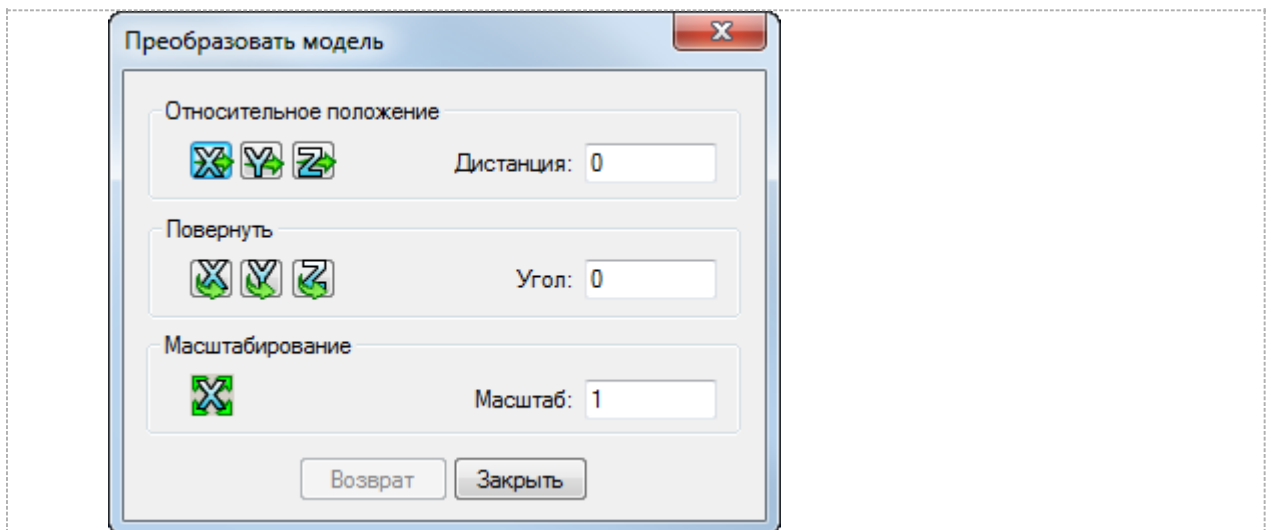 Преобразовать модель
Относительное положение
X Y Z Дистанция: 0
Повернуть
X Y Z Угол: 0
Масштабирование
X Масштаб: 1
Возврат Закрыть